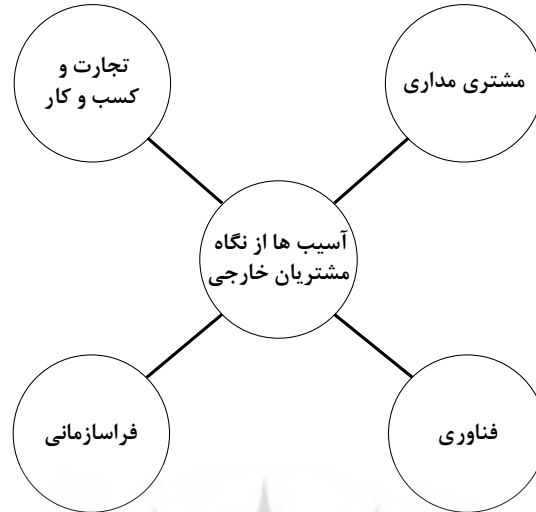 تجارت و
کسب و کار
مشتری مداری
آسیب ها از نگاه
مشتریان خارجی
فراسازمانی
فناوری